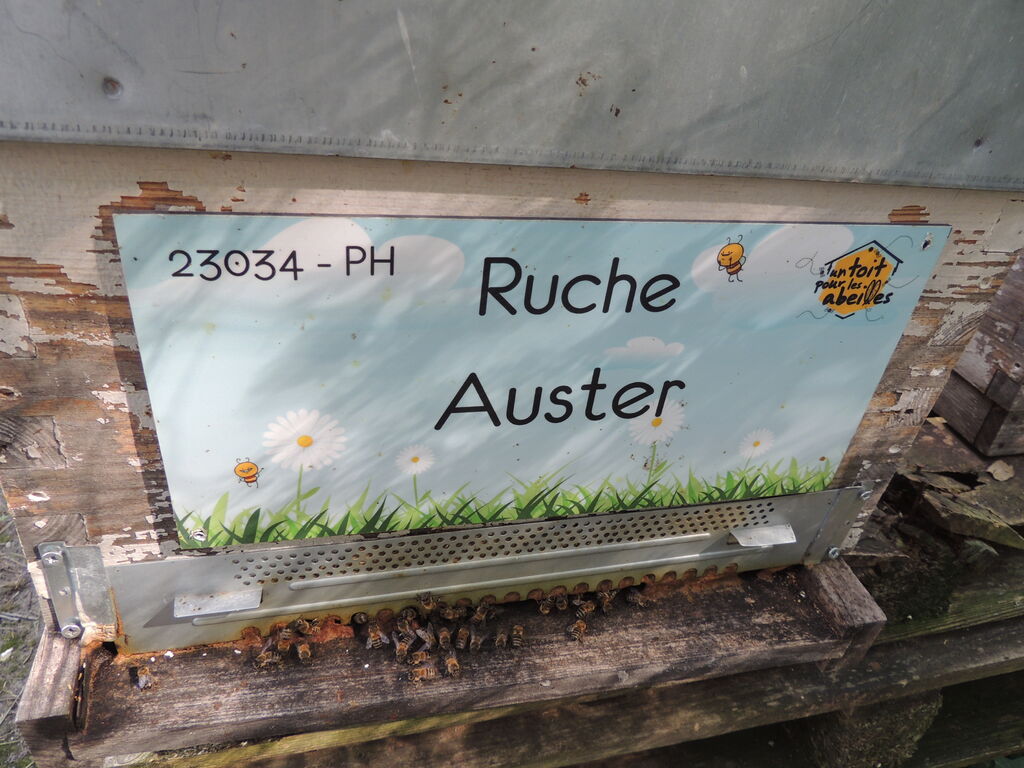 23034 - PH
Ruche
Auster
un toit
pour les
abeilles